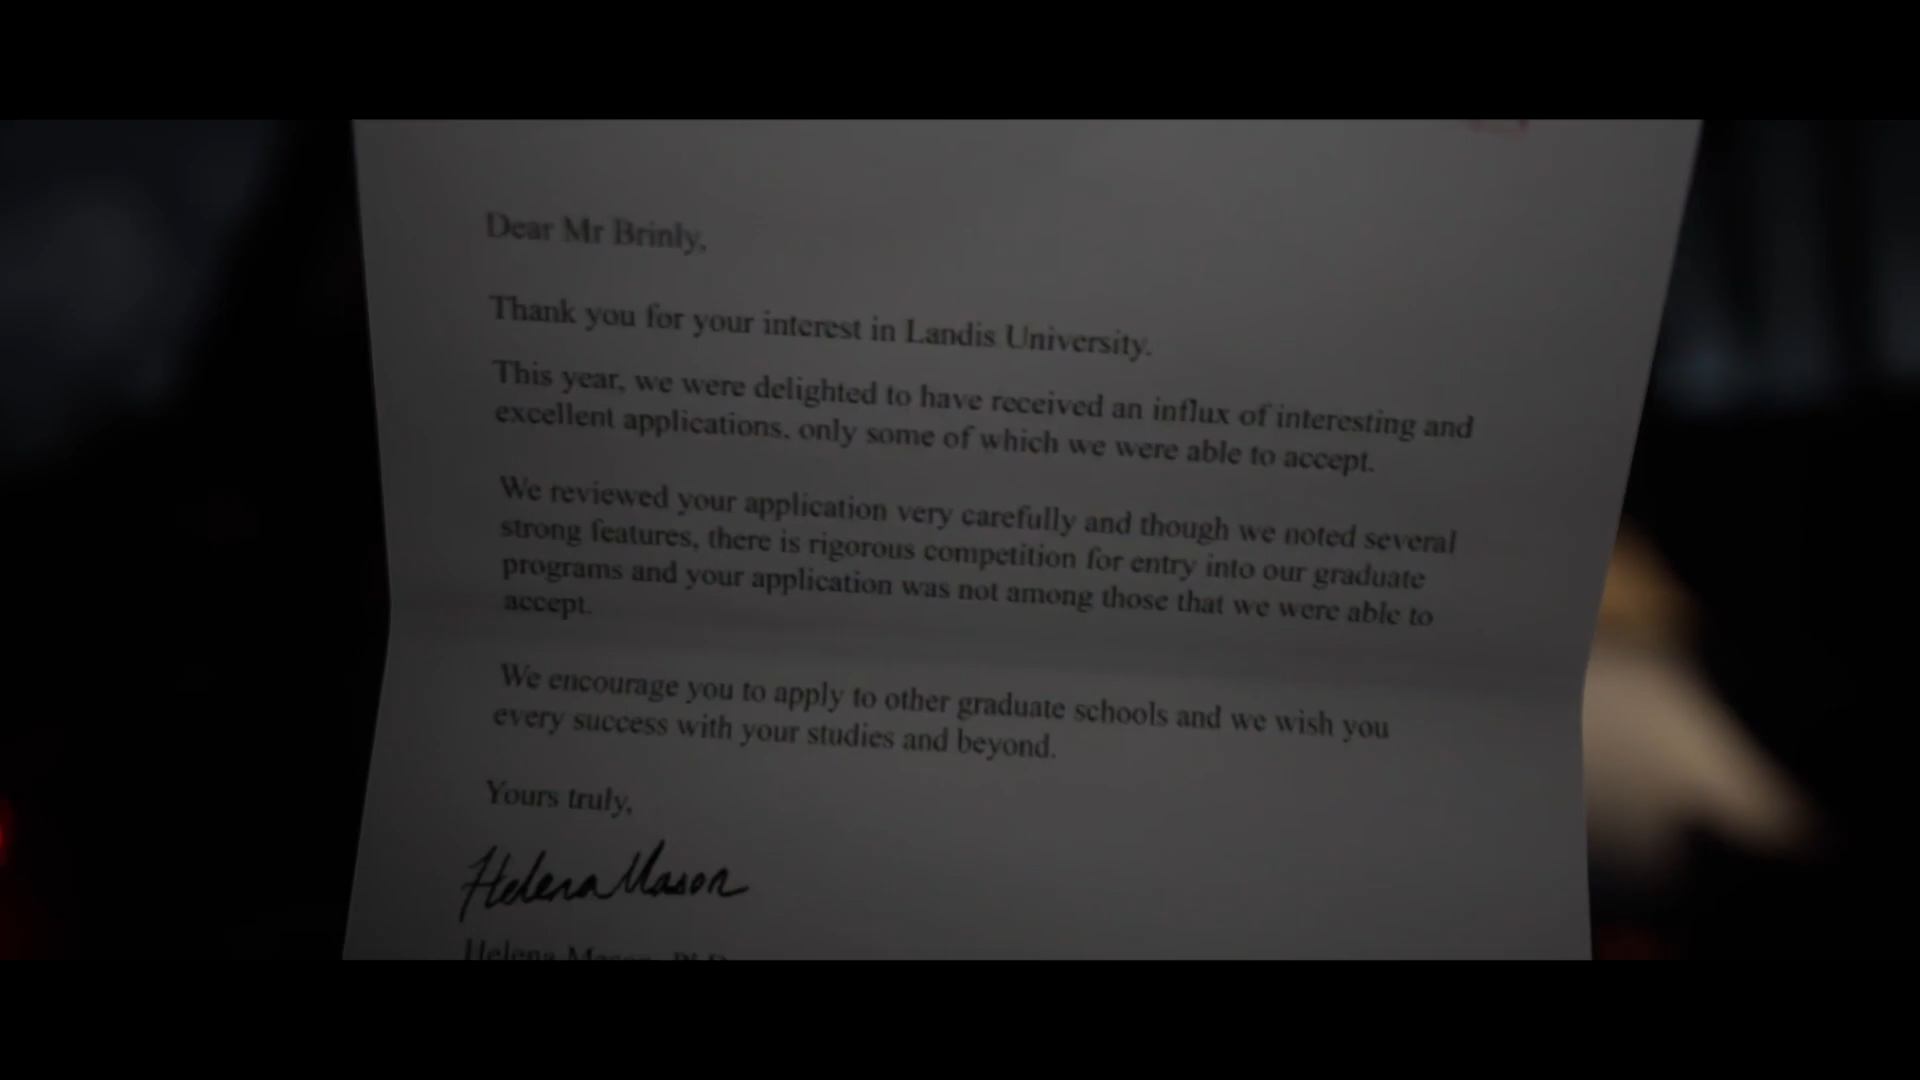 Dear Mr Brinly,
Thank you for your interest in Landis University.
This year, we were delighted to have received an influx of interesting and
excellent applications, only some of which we were able to accept.
We reviewed your application very carefully and though we noted several
strong features, there is rigorous competition for entry into our graduate
programs and your application was not among those that we were able to
accept.
We encourage you to apply to other graduate schools and we wish you
every success with your studies and beyond.
Yours truly,
Helena Mason
Helena Mason, PhD